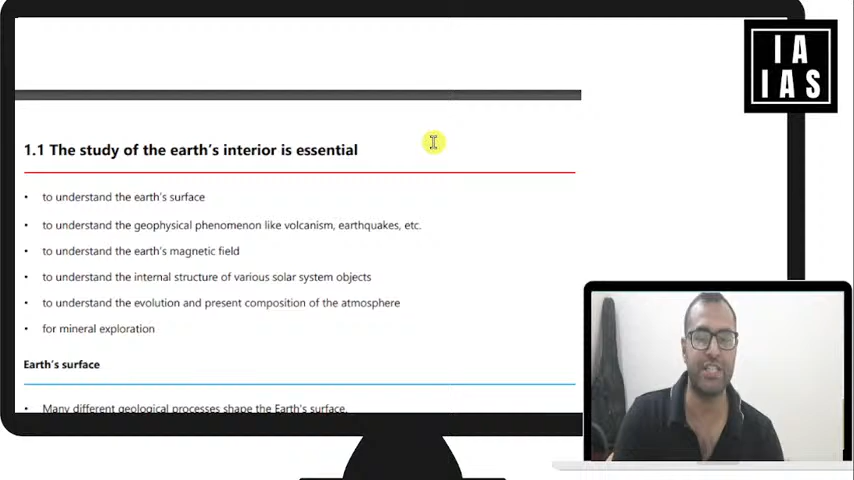 I A
I A S
1.1 The study of the earth's interior is essential
• to understand the earth's surface
• to understand the geophysical phenomenon like volcanism, earthquakes, etc.
• to understand the earth's magnetic field
• to understand the internal structure of various solar system objects
• to understand the evolution and present composition of the atmosphere
• for mineral exploration
Earth's surface
• Many different geological processes shape the Earth's surface.